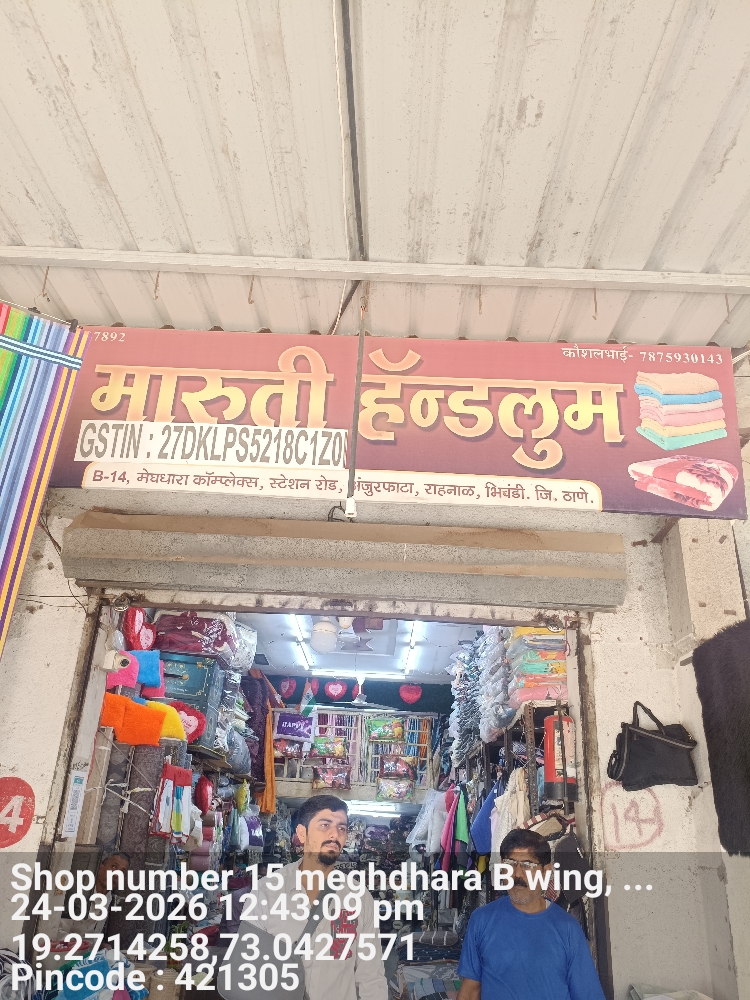 7892
कौशलभाई- 7875930143
मारुती हॅन्डलुम
GSTIN : 27DKLPS5218C1Z0
B-14, मेघधारा कॉम्प्लेक्स, स्टेशन रोड, अंजुरफाटा, राहनाळ, भिवंडी. जि. ठाणे.
HAPPY
14
4
Shop number 15 meghdhara B wing, ...
24-03-2026 12:43:09 pm
19.2714258,73.0427571
Pincode : 421305